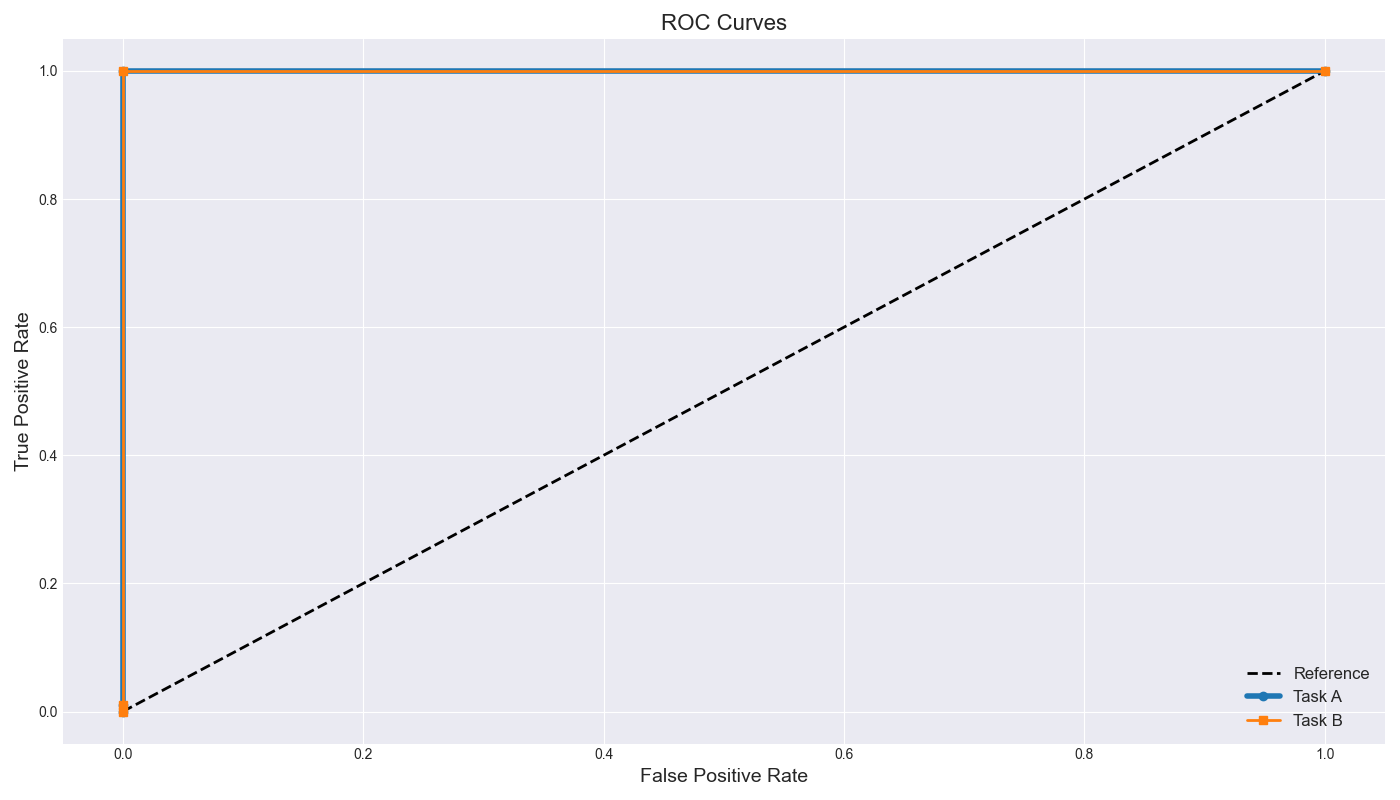 ROC Curves
True Positive Rate
1.0
0.8
0.6
0.4
0.2
0.0
0.0 0.2 0.4 0.6 0.8 1.0
False Positive Rate
Reference
Task A
Task B